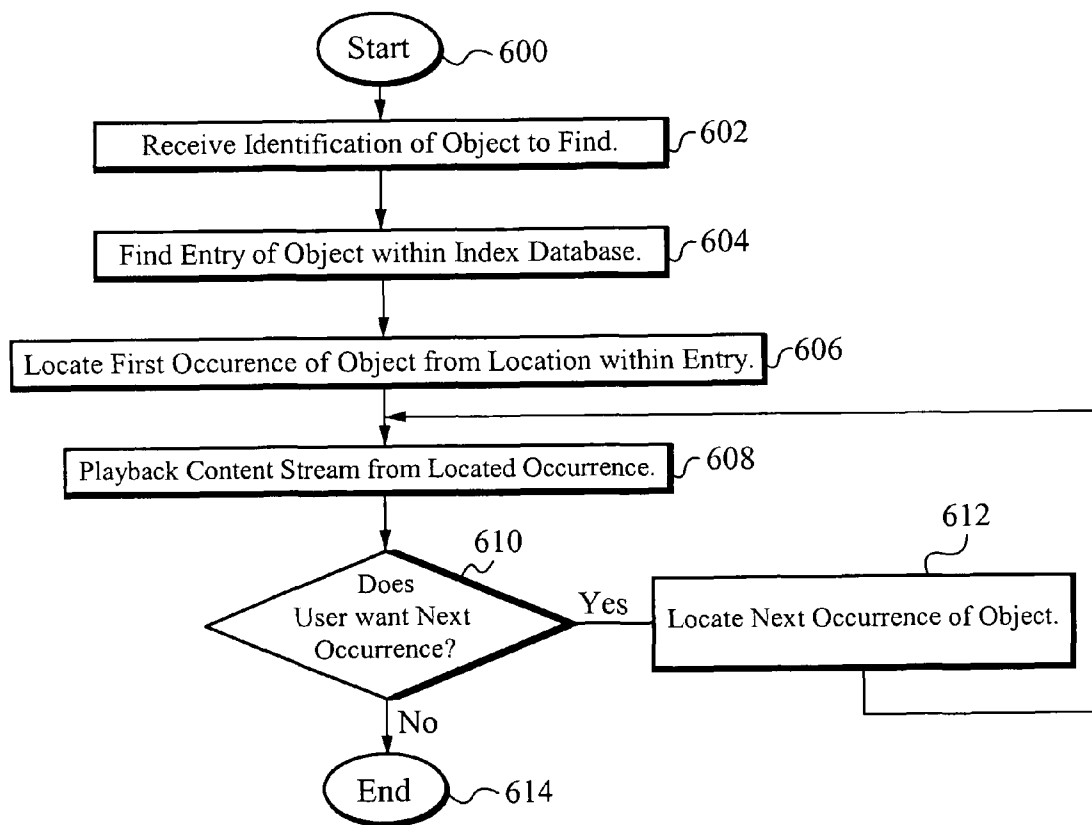 Start
600
Receive Identification of Object to Find.
602
Find Entry of Object within Index Database.
604
Locate First Occurence of Object from Location within Entry.
606
Playback Content Stream from Located Occurrence.
608
610
Does
User want Next
Occurrence?
Yes
612
Locate Next Occurrence of Object.
No
End
614